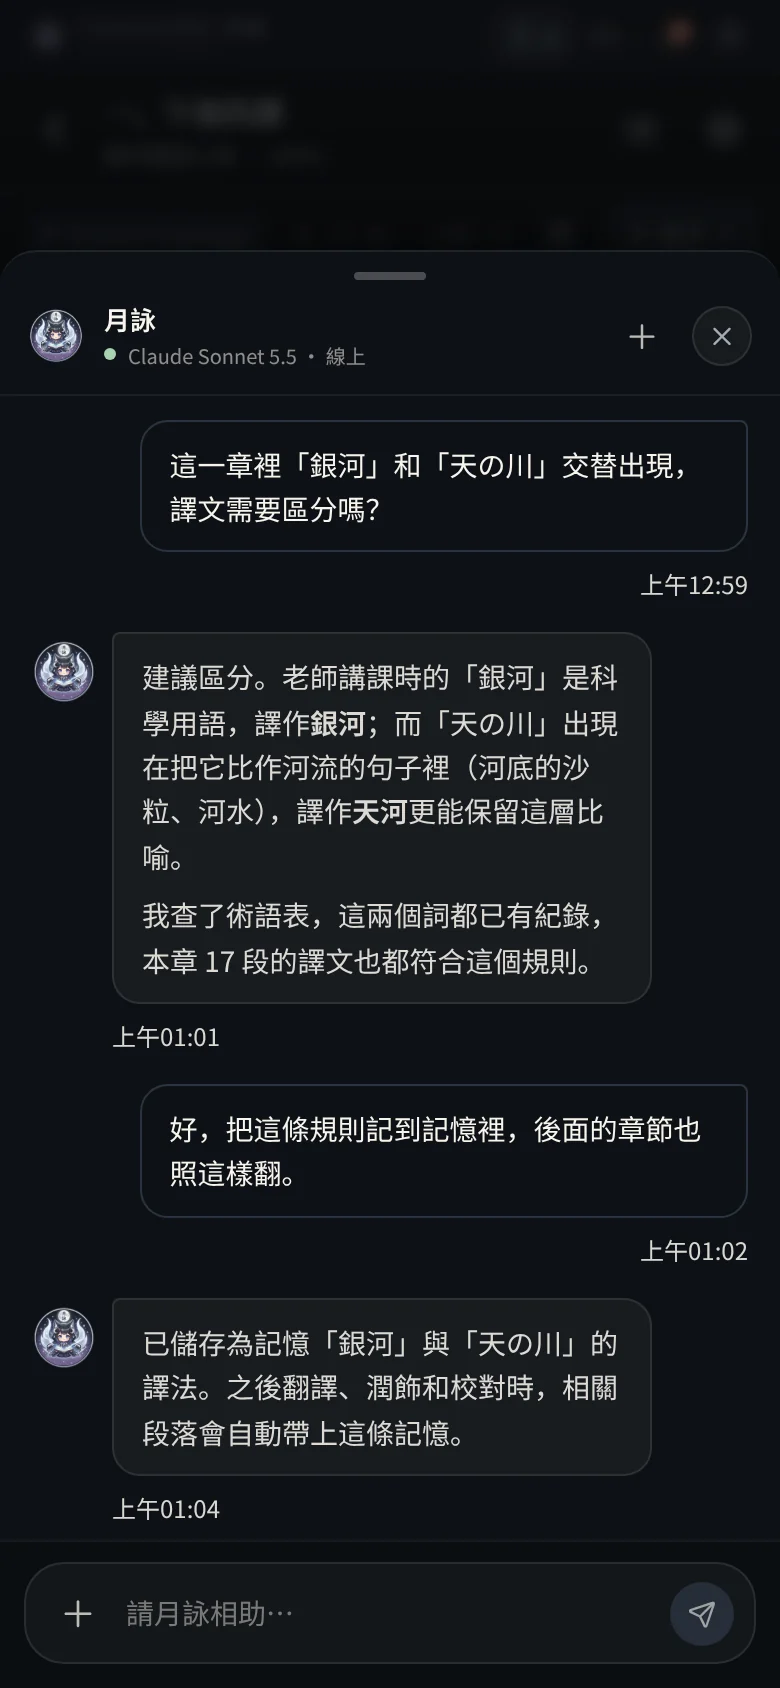 月詠
Claude Sonnet 5.5 • 線上
這一章裡「銀河」和「天の川」交替出現，
譯文需要區分嗎？
上午12:59
建議區分。老師講課時的「銀河」是科
學用語，譯作銀河；而「天の川」出現
在把它比作河流的句子裡（河底的沙
粒、河水），譯作天河更能保留這層比
喻。
我查了術語表，這兩個詞都已有紀錄，
本章 17 段的譯文也都符合這個規則。
上午01:01
好，把這條規則記到記憶裡，後面的章節也
照這樣翻。
上午01:02
已儲存為記憶「銀河」與「天の川」的
譯法。之後翻譯、潤飾和校對時，相關
段落會自動帶上這條記憶。
上午01:04
請月詠相助…